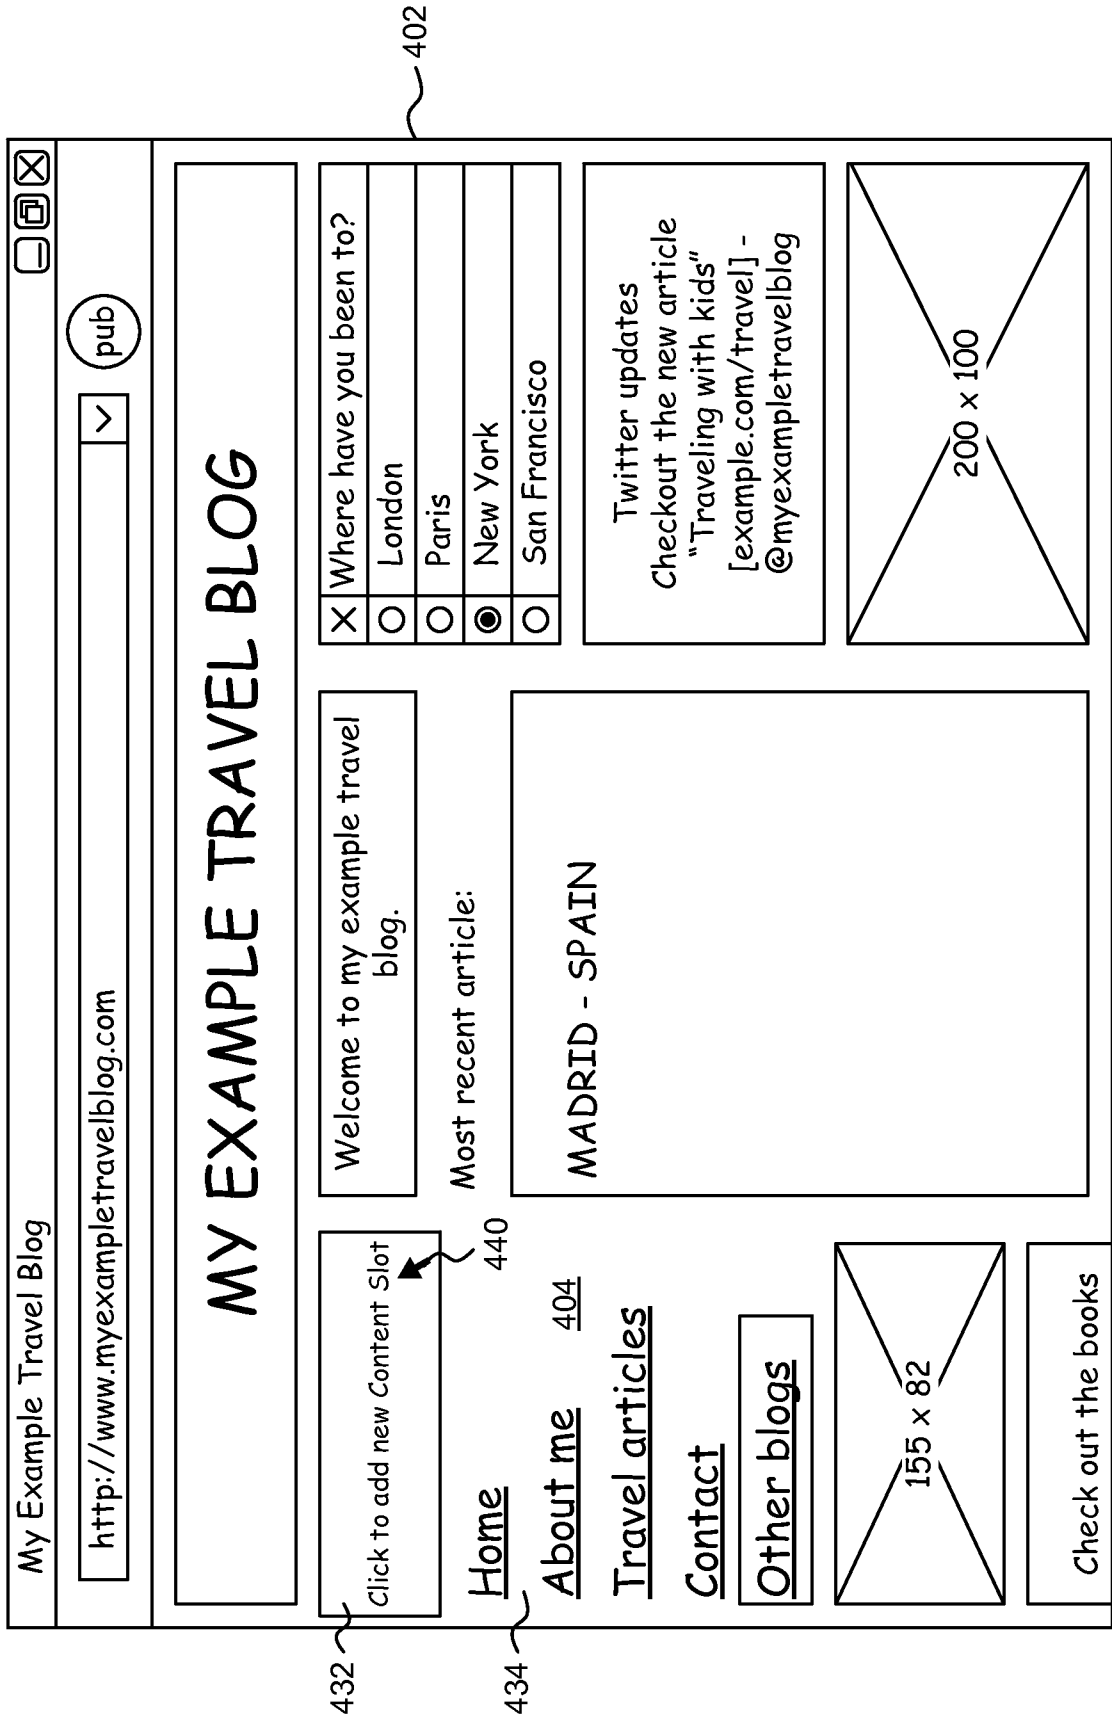 My Example Travel Blog
http://www.myexampletravelblog.com
pub
MY EXAMPLE TRAVEL BLOG
402
432
Click to add new Content Slot
440
434
Home
About me
404
Travel articles
Contact
Other blogs
155 x 82
Check out the books
Welcome to my example travel
blog.
Most recent article:
MADRID - SPAIN
X Where have you been to?
London
Paris
New York
San Francisco
Twitter updates
Checkout the new article
"Traveling with kids"
[example.com/travel] -
@myexampletravelblog
200 x 100